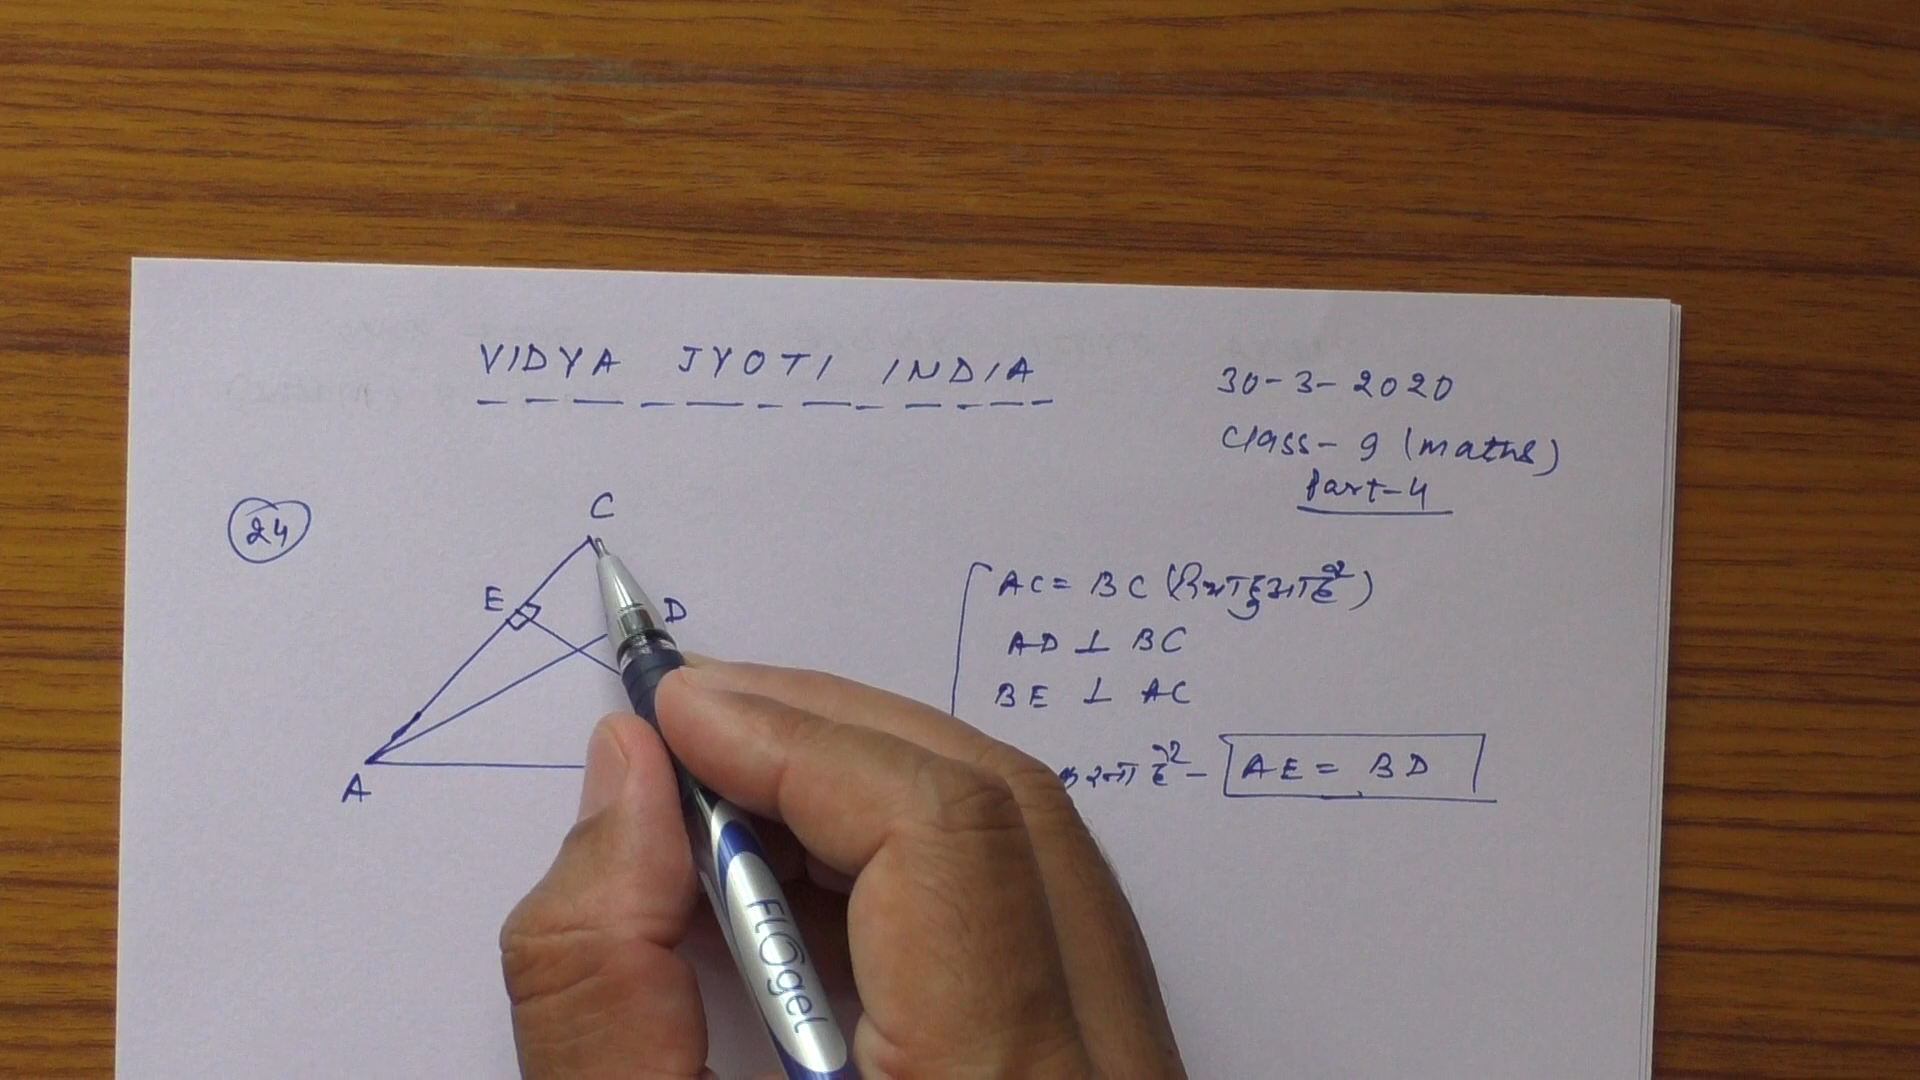 VIDYA JYOTI INDIA
30-3-2020
Class-9 (maths)
Part-4
24
C
E
D
A
AC = BC (दिया हुआ है)
AD ⊥ BC
BE ⊥ AC
है - AE = BD
FLOgel